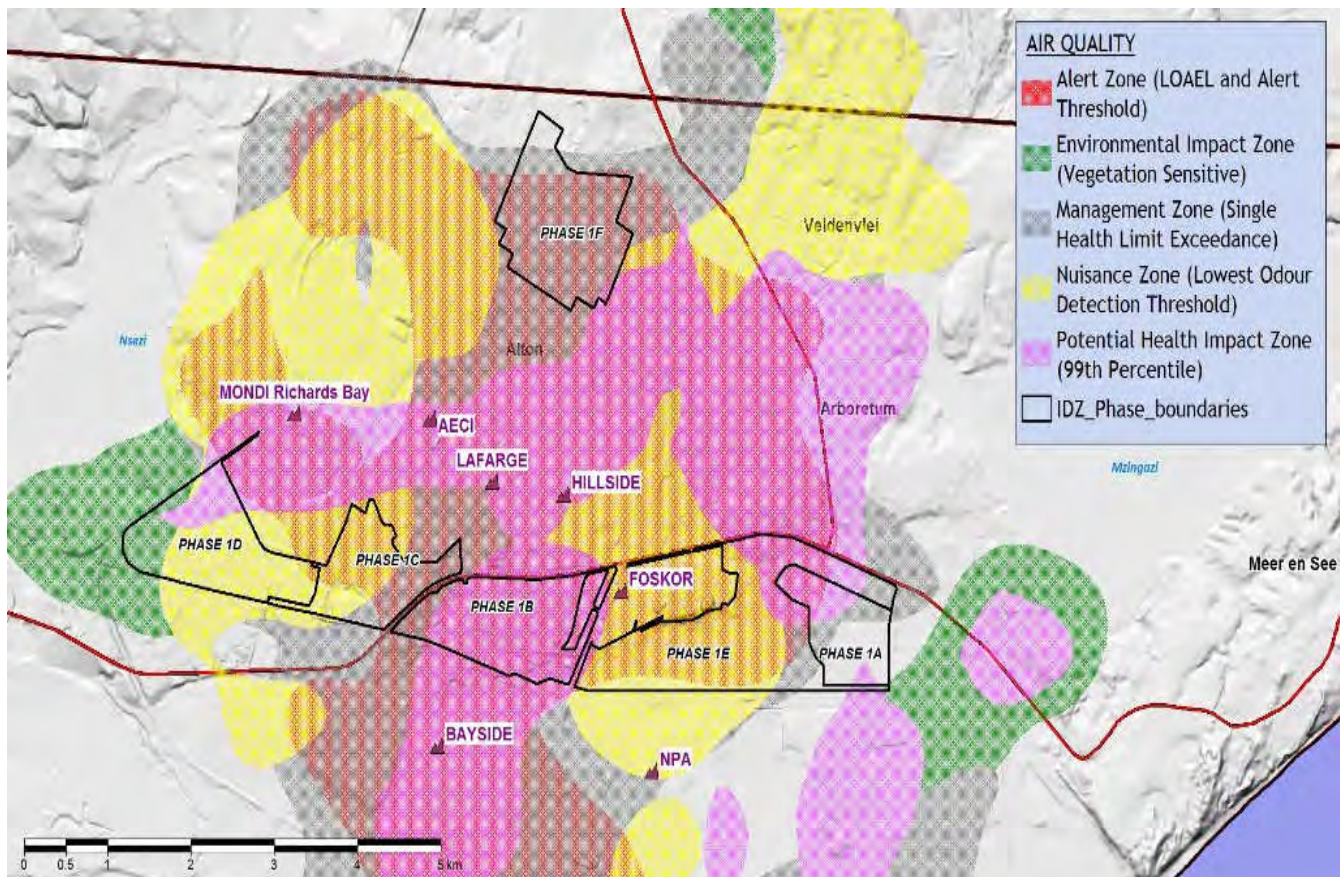 AIR QUALITY
Alert Zone (LOAEL and Alert
Threshold)
Environmental Impact Zone
(Vegetation Sensitive)
Management Zone (Single
Health Limit Exceedance)
Nuisance Zone (Lowest Odour
Detection Threshold)
Potential Health Impact Zone
(99th Percentile)
IDZ_Phase_boundaries
Veldenvlei
PHASE 1F
Nsezi
Alton
MONDI Richards Bay
AECI
Arboretum
LAFARGE
HILLSIDE
Mzingazi
PHASE 1D
PHASE 1C
Meer en See
FOSKOR
PHASE 1B
PHASE 1E
PHASE 1A
BAYSIDE
NPA
0 0.5 1 2 3 4 5 km